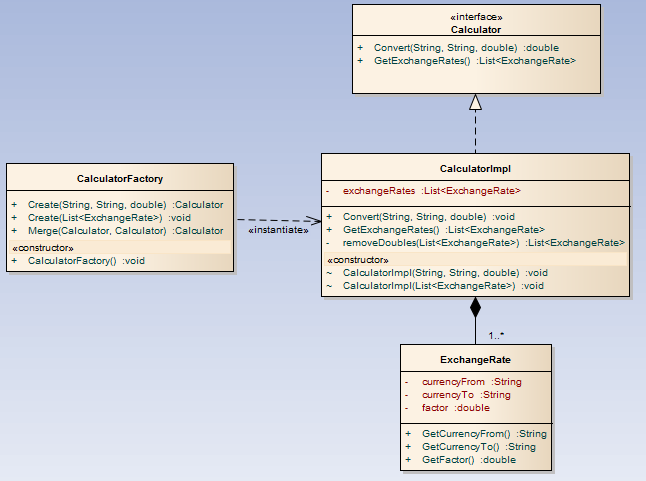 «interface»
Calculator
+ Convert(String, String, double) :double
+ GetExchangeRates() :List<ExchangeRate>
CalculatorFactory
+ Create(String, String, double) :Calculator
+ Create(List<ExchangeRate>) :void
+ Merge(Calculator, Calculator) :Calculator
«constructor»
+ CalculatorFactory() :void
«instantiate»
CalculatorImpl
- exchangeRates :List<ExchangeRate>
+ Convert(String, String, double) :void
+ GetExchangeRates() :List<ExchangeRate>
- removeDoubles(List<ExchangeRate>) :List<ExchangeRate>
«constructor»
~ CalculatorImpl(String, String, double) :void
~ CalculatorImpl(List<ExchangeRate>) :void
1..*
ExchangeRate
- currencyFrom :String
- currencyTo :String
- factor :double
+ GetCurrencyFrom() :String
+ GetCurrencyTo() :String
+ GetFactor() :double